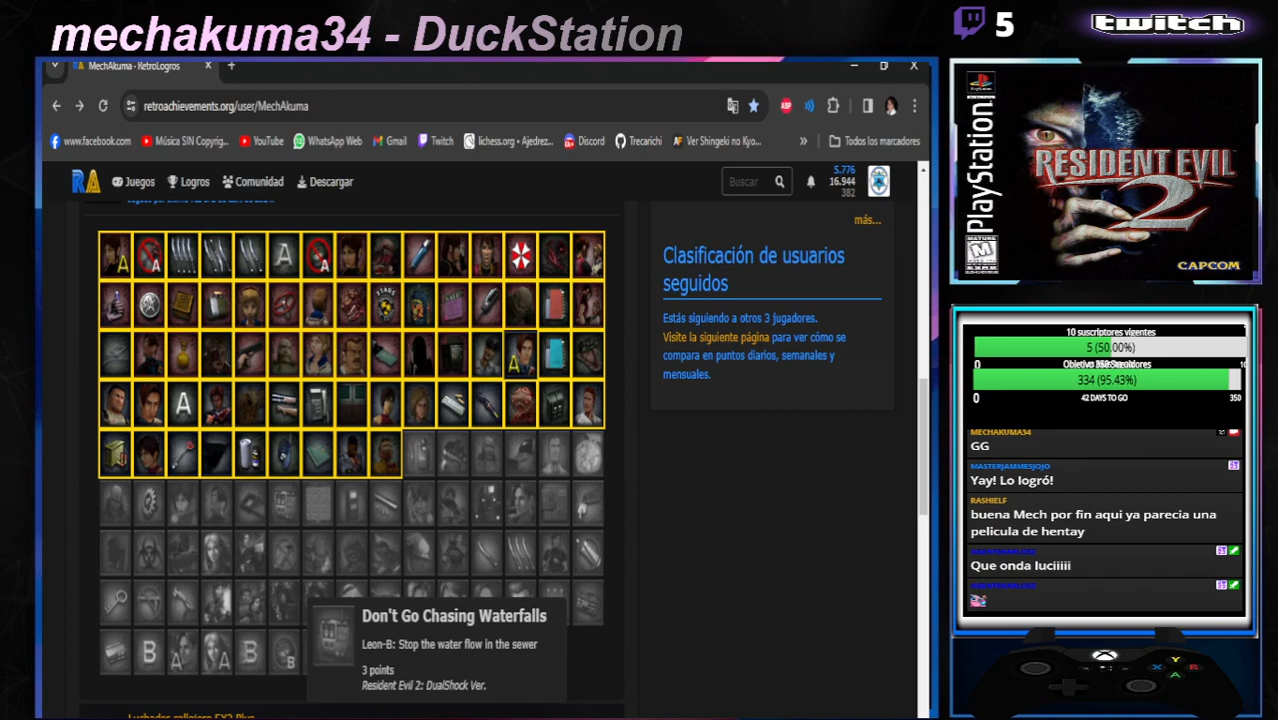 mechakuma34 - DuckStation
5
twitch
MechAkuma - RetroLogros
retroachievements.org/user/MechAkuma
www.facebook.com
Música SIN Copyrig...
YouTube
WhatsApp Web
Gmail
Twitch
lichess.org • Ajedrez...
Discord
Trecarichi
Ver Shingeki no Kyo...
Todos los marcadores
RA
Juegos
Logros
Comunidad
Descargar
Buscar
5.776
16.944
382
más...
Clasificación de usuarios
seguidos
Estás siguiendo a otros 3 jugadores.
Visite la siguiente página para ver cómo se
compara en puntos diarios, semanales y
mensuales.
Don't Go Chasing Waterfalls
Leon-B: Stop the water flow in the sewer
3 points
Resident Evil 2: DualShock Ver.
PlayStation
RESIDENT EVIL
2
CAPCOM
10 suscriptores vigentes
5 (50.00%)
0
334 (95.43%)
0
42 DAYS TO GO
350
MECHAKUMA34
GG
MASTERJAMMESJOJO
Yay! Lo logró!
RASHIELF
buena Mech por fin aqui ya parecia una
pelicula de hentay
Que onda luciiiii